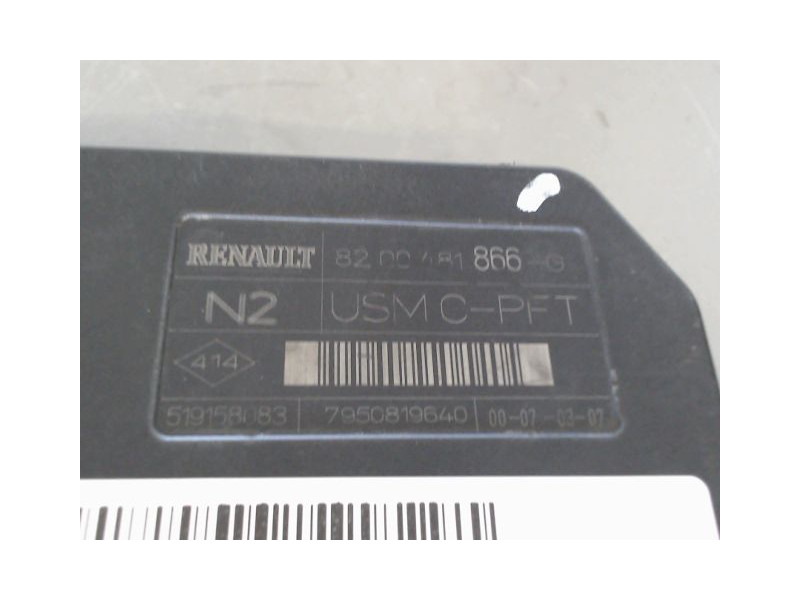 RENAULT 82 00 481 866-G
N2 USM C-PFT
414
519158083 7950819640 00-07-03-07